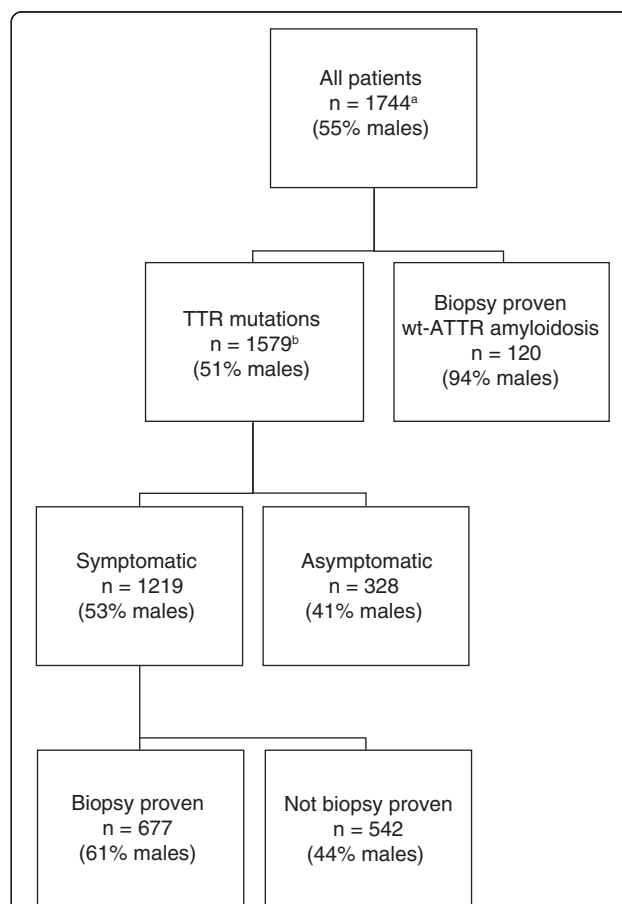 All patients
n = 1744ᵃ
(55% males)
TTR mutations
n = 1579ᵇ
(51% males)
Biopsy proven
wt-ATTR amyloidosis
n = 120
(94% males)
Symptomatic
n = 1219
(53% males)
Asymptomatic
n = 328
(41% males)
Biopsy proven
n = 677
(61% males)
Not biopsy proven
n = 542
(44% males)